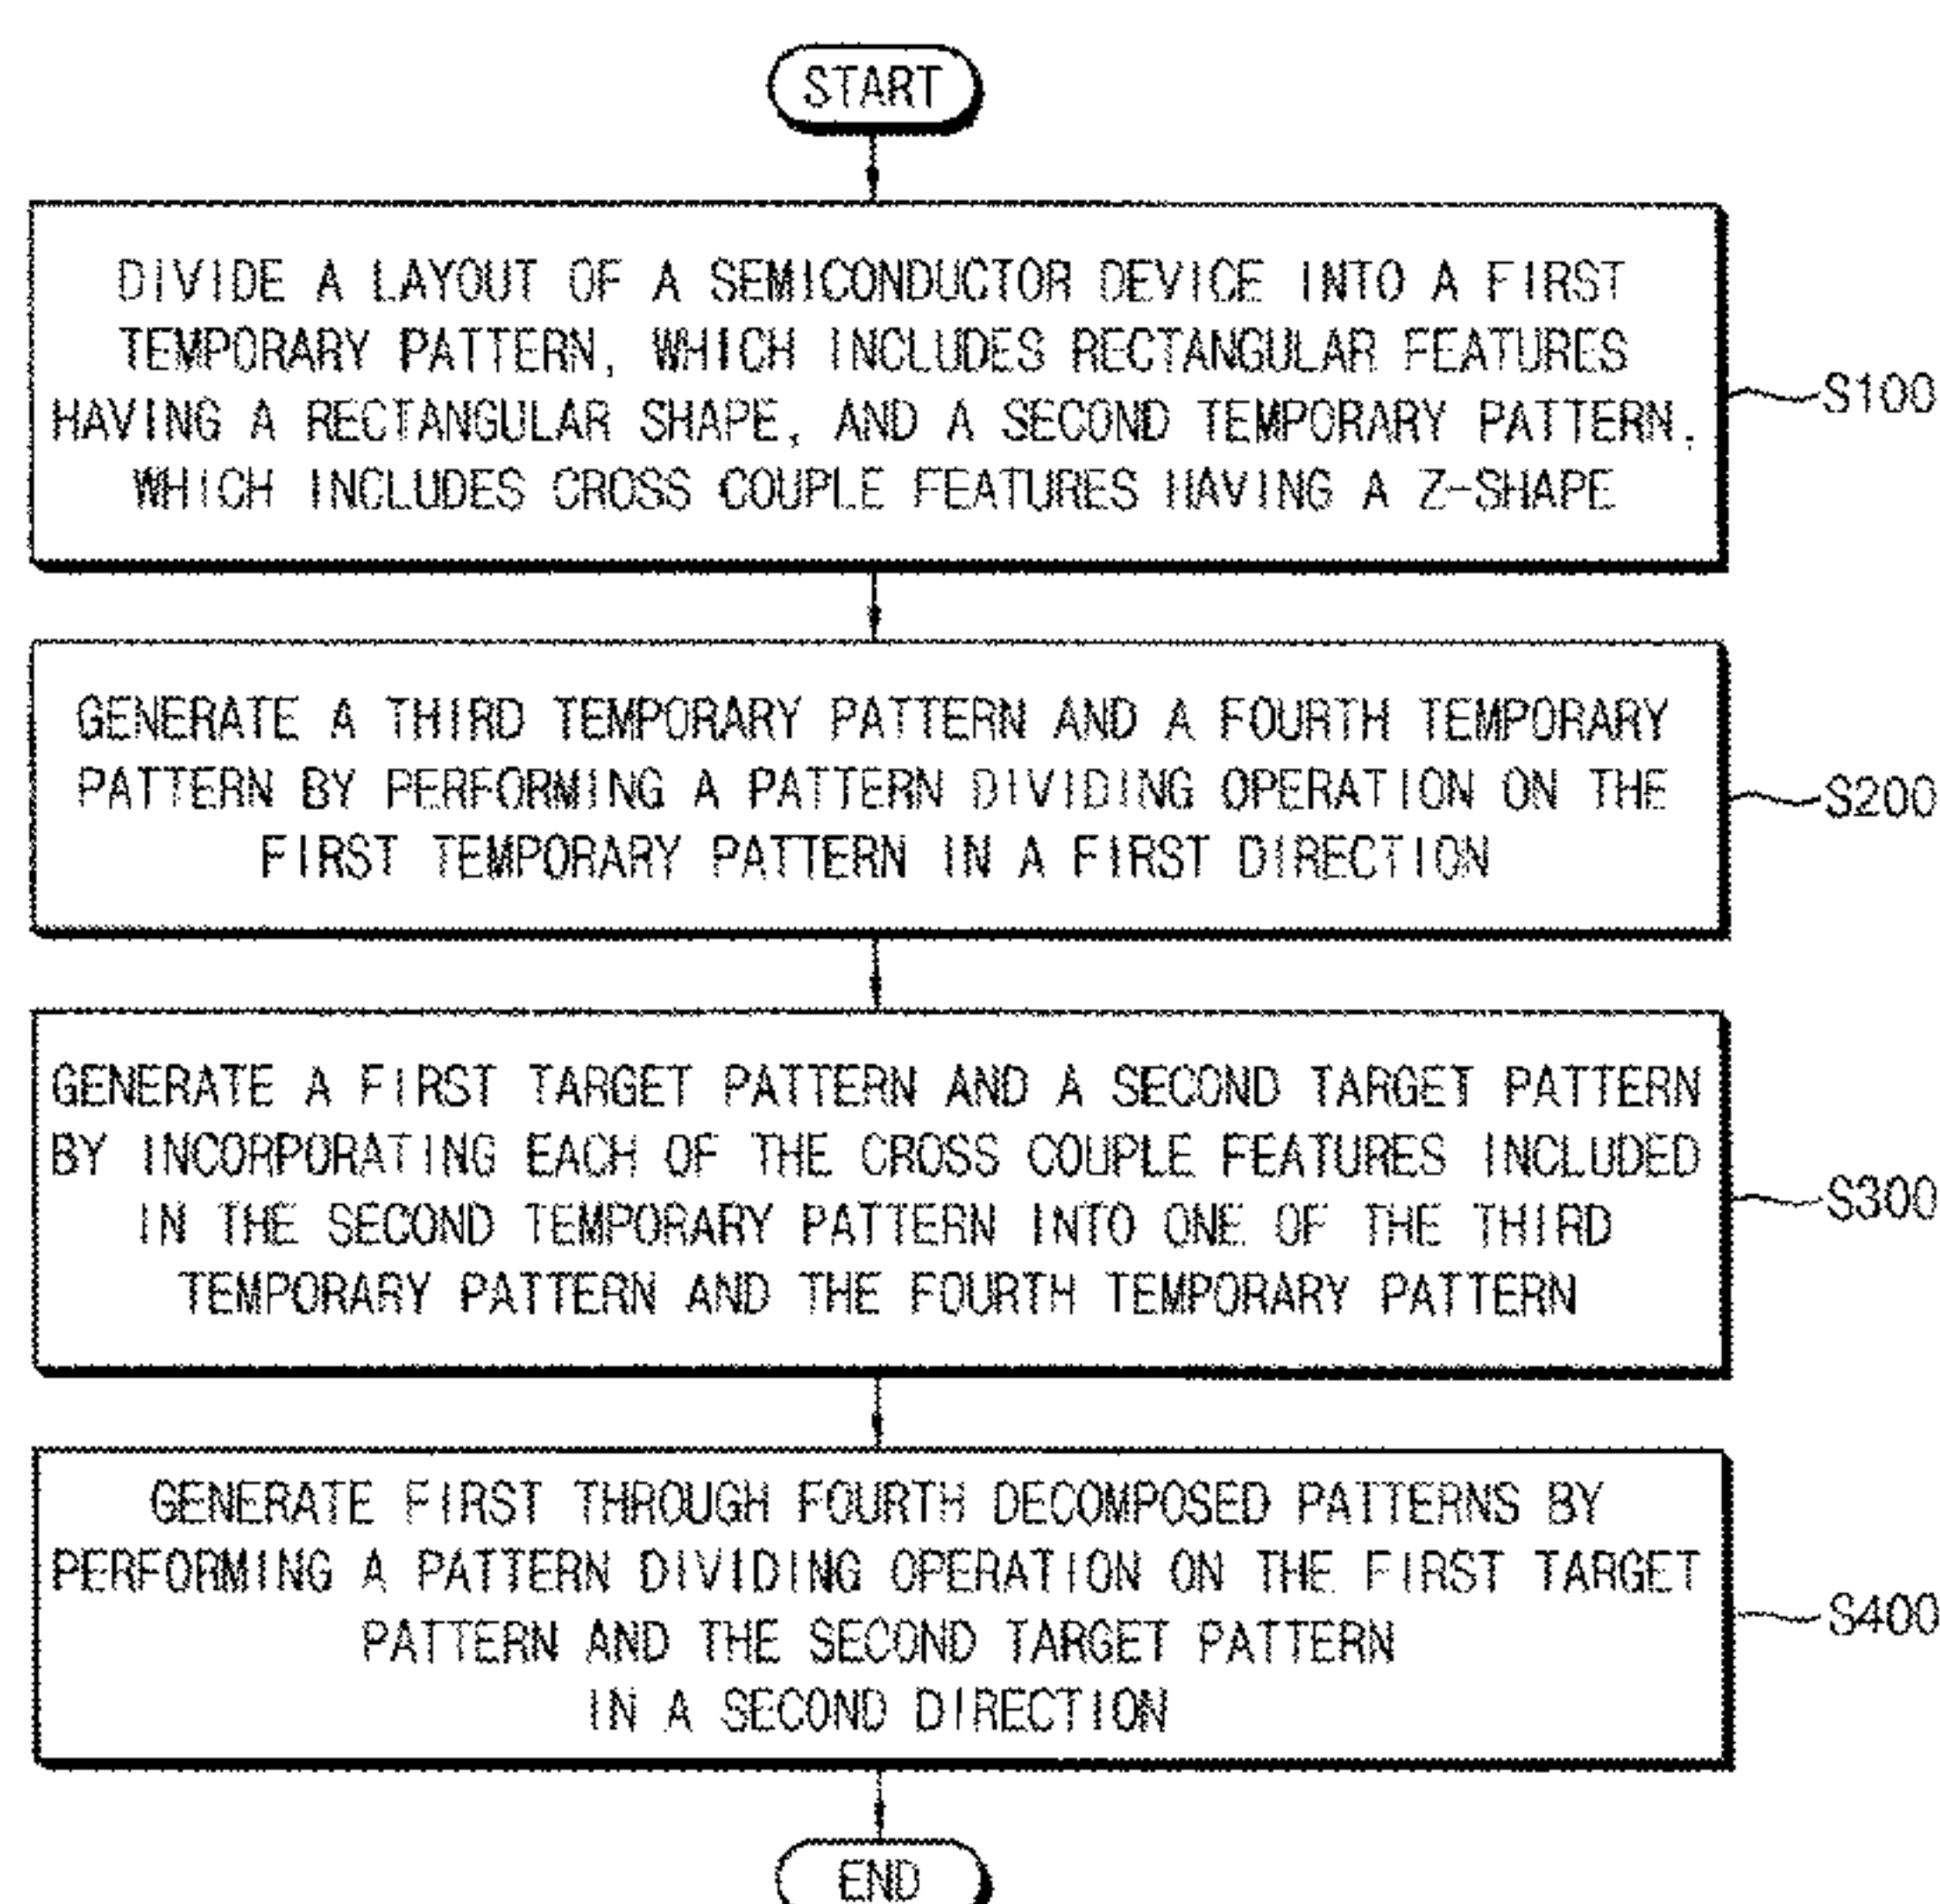 START
DIVIDE A LAYOUT OF A SEMICONDUCTOR DEVICE INTO A FIRST
TEMPORARY PATTERN, WHICH INCLUDES RECTANGULAR FEATURES
HAVING A RECTANGULAR SHAPE, AND A SECOND TEMPORARY PATTERN,
WHICH INCLUDES CROSS COUPLE FEATURES HAVING A Z-SHAPE
S100
GENERATE A THIRD TEMPORARY PATTERN AND A FOURTH TEMPORARY
PATTERN BY PERFORMING A PATTERN DIVIDING OPERATION ON THE
FIRST TEMPORARY PATTERN IN A FIRST DIRECTION
S200
GENERATE A FIRST TARGET PATTERN AND A SECOND TARGET PATTERN
BY INCORPORATING EACH OF THE CROSS COUPLE FEATURES INCLUDED
IN THE SECOND TEMPORARY PATTERN INTO ONE OF THE THIRD
TEMPORARY PATTERN AND THE FOURTH TEMPORARY PATTERN
S300
GENERATE FIRST THROUGH FOURTH DECOMPOSED PATTERNS BY
PERFORMING A PATTERN DIVIDING OPERATION ON THE FIRST TARGET
PATTERN AND THE SECOND TARGET PATTERN
IN A SECOND DIRECTION
S400
END